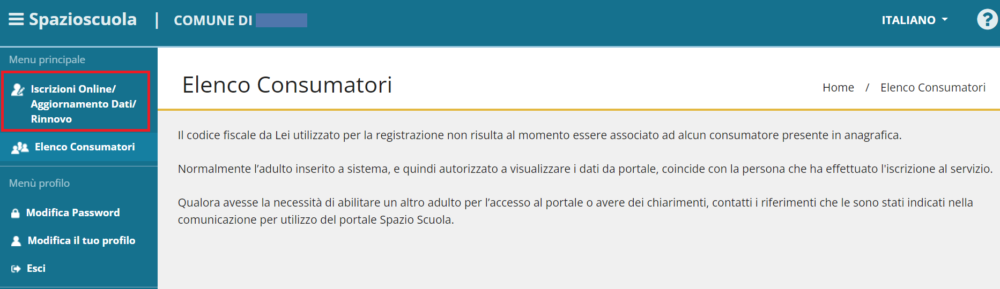 Spazioscuola | COMUNE DI
ITALIANO
?
Menu principale
Iscrizioni Online/
Aggiornamento Dati/
Rinnovo
Elenco Consumatori
Menù profilo
Modifica Password
Modifica il tuo profilo
Esci
Elenco Consumatori
Home / Elenco Consumatori
Il codice fiscale da Lei utilizzato per la registrazione non risulta al momento essere associato ad alcun consumatore presente in anagrafica.
Normalmente l’adulto inserito a sistema, e quindi autorizzato a visualizzare i dati da portale, coincide con la persona che ha effettuato l'iscrizione al servizio.
Qualora avesse la necessità di abilitare un altro adulto per l’accesso al portale o avere dei chiarimenti, contatti i riferimenti che le sono stati indicati nella
comunicazione per utilizzo del portale Spazio Scuola.